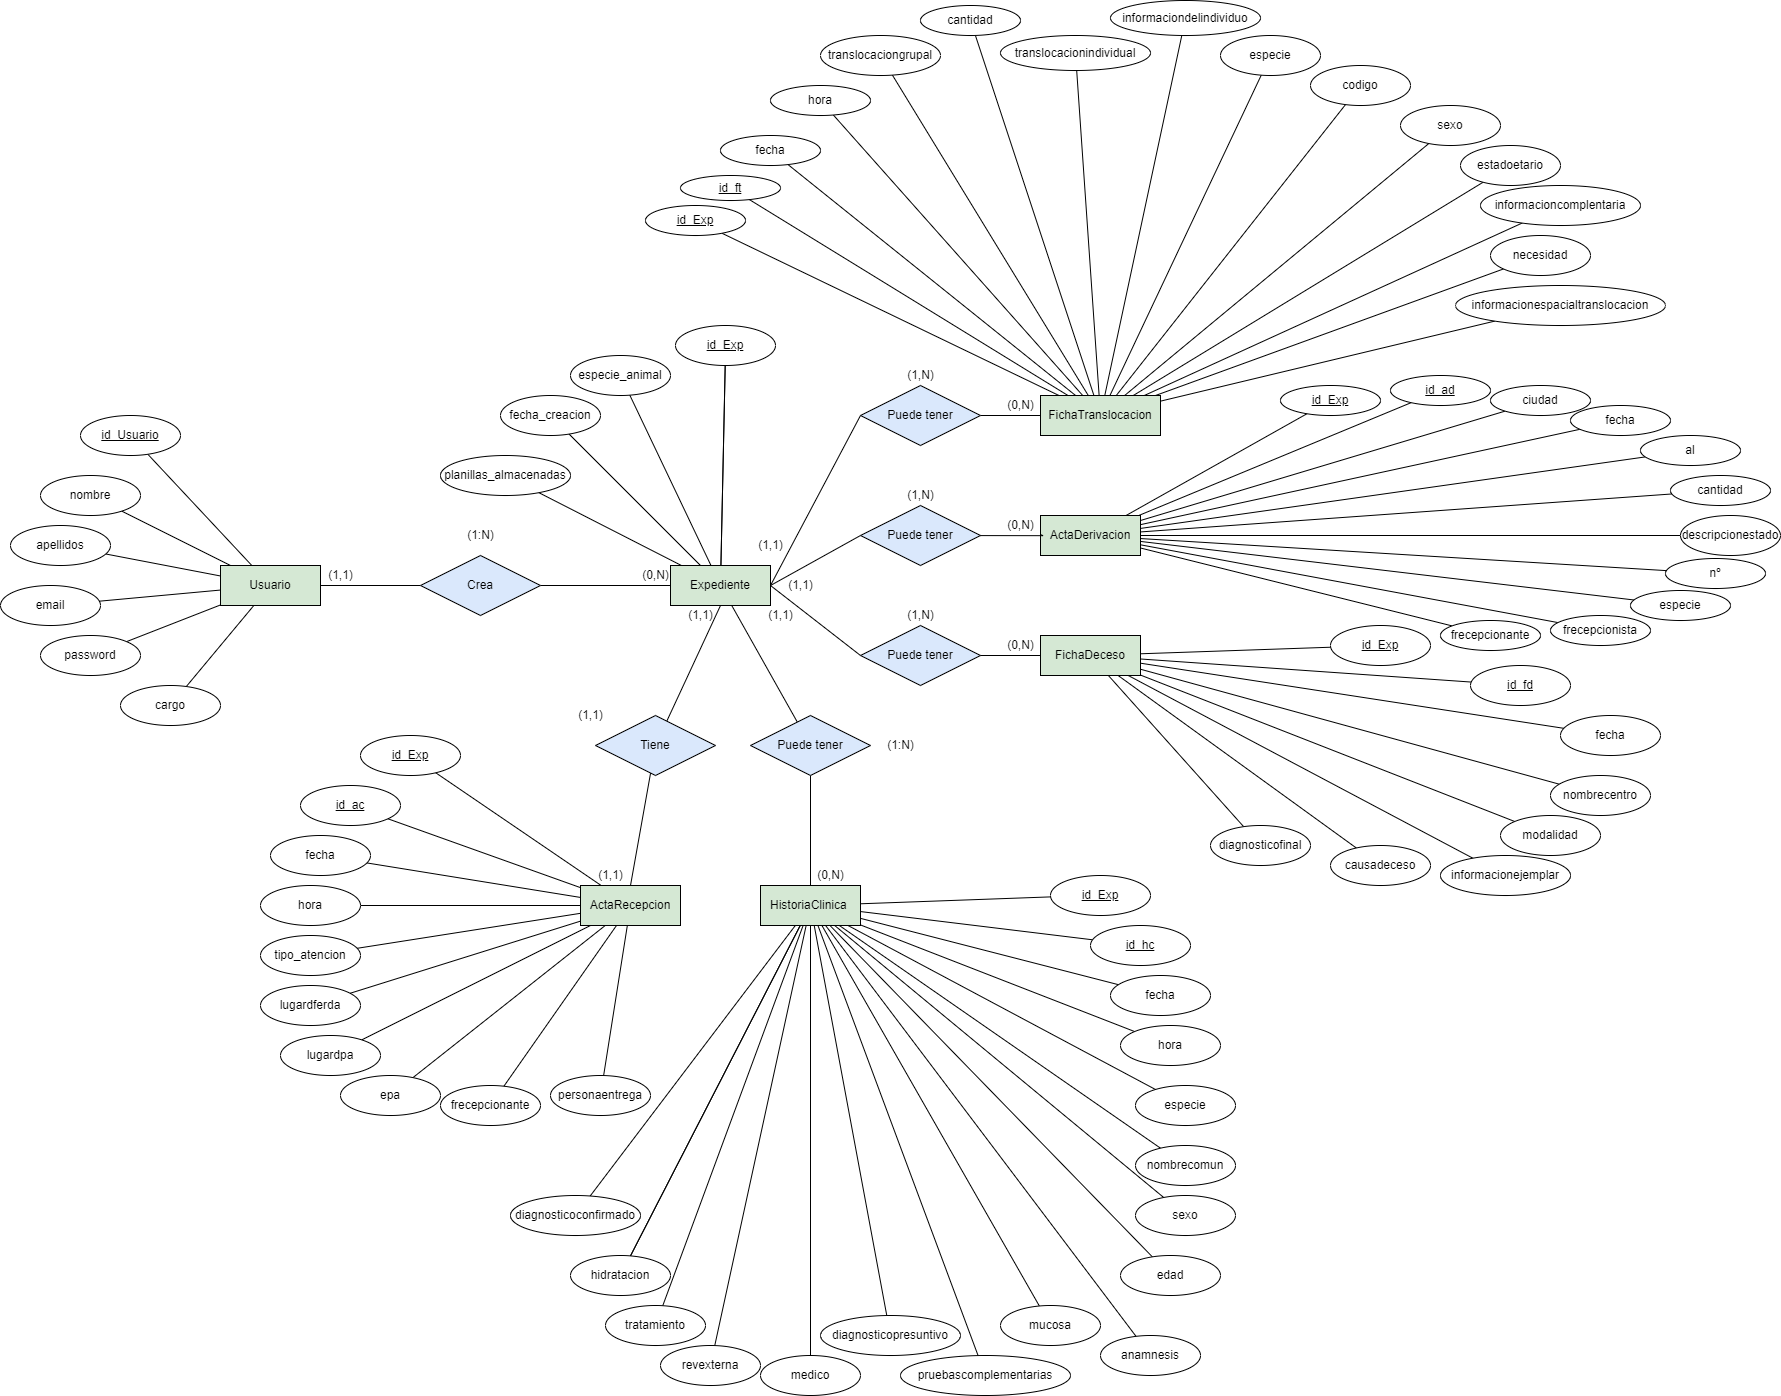 informaciondelindividuo
cantidad
translocaciongrupal
translocacionindividual
especie
codigo
hora
sexo
fecha
estadoetario
id_ft
informacioncomplentaria
id_Exp
necesidad
informacionespacialtranslocacion
id_Exp
especie_animal
(1,N)
id_ad
id_Exp
ciudad
fecha_creacion
Puede tener
(0,N)
FichaTranslocacion
fecha
id_Usuario
al
planillas_almacenadas
nombre
(1,N)
cantidad
apellidos
(1:N)
(1,1)
Puede tener
(0,N)
ActaDerivacion
descripcionestado
Usuario
(1,1)
Crea
(0,N)
Expediente
(1,1)
nº
email
(1,1)
(1,1)
(1,N)
especie
password
Puede tener
(0,N)
FichaDeceso
id_Exp
frecepcionante
frecepcionista
id_fd
cargo
(1,1)
fecha
id_Exp
Tiene
Puede tener
(1:N)
nombrecentro
id_ac
modalidad
diagnosticofinal
causadeceso
informacionejemplar
fecha
(1,1)
(0,N)
id_Exp
hora
ActaRecepcion
HistoriaClinica
id_hc
tipo_atencion
fecha
lugardferda
hora
lugardpa
epa
frecepcionante
personaentrega
especie
nombrecomun
diagnosticoconfirmado
sexo
hidratacion
edad
tratamiento
diagnosticopresuntivo
mucosa
revexterna
anamnesis
medico
pruebascomplementarias